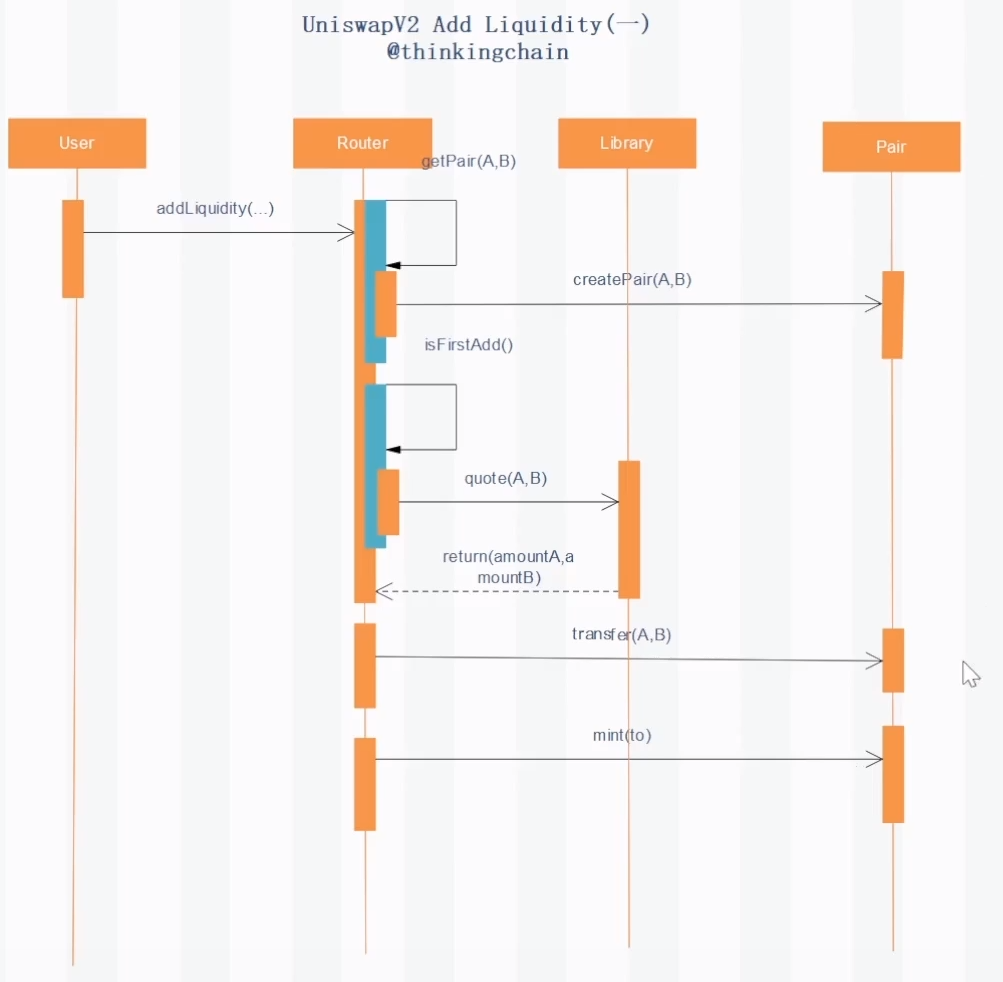 UniswapV2 Add Liquidity(一)
@thinkingchain
User
Router
Library
Pair
getPair(A,B)
addLiquidity(...)
createPair(A,B)
isFirstAdd()
quote(A,B)
return(amountA,a
mountB)
transfer(A,B)
mint(to)